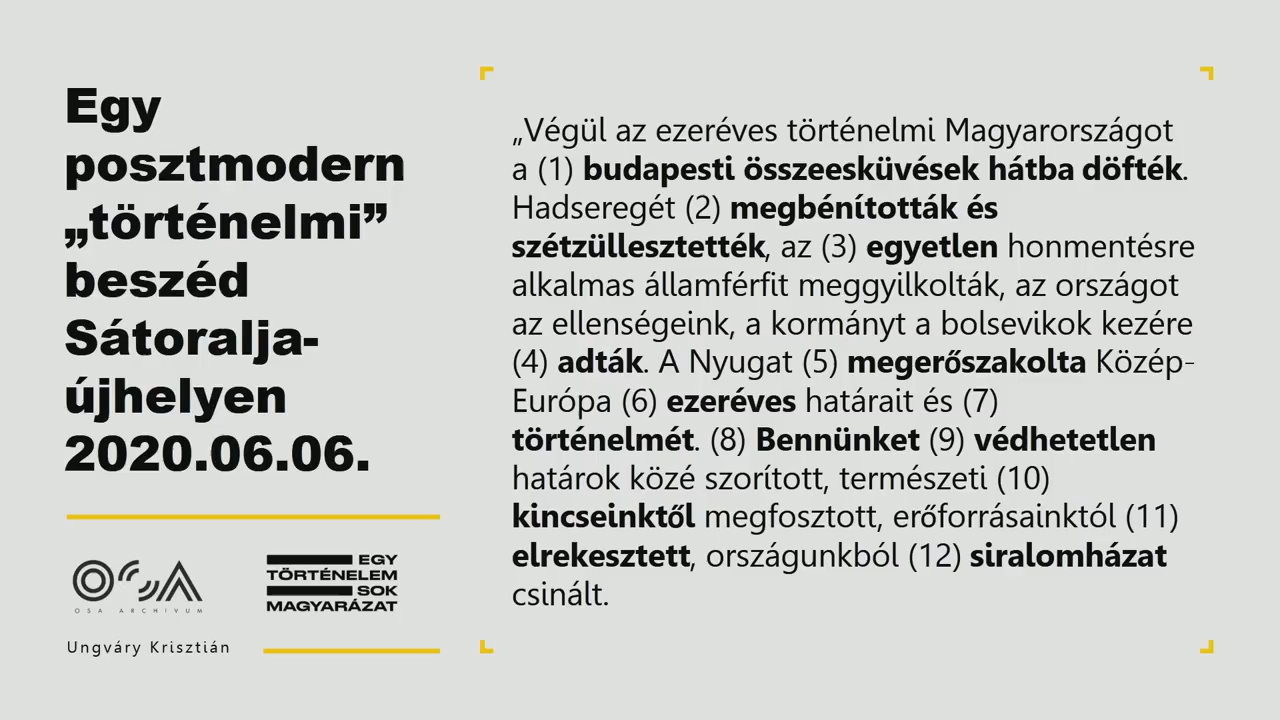 Egy
posztmodern
„történelmi”
beszéd
Sátoralja-
újhelyen
2020.06.06.
OSA ARCHIVUM
EGY
TÖRTÉNELEM
SOK
MAGYARÁZAT
Ungváry Krisztián
„Végül az ezeréves történelmi Magyarországot
a (1) budapesti összeesküvések hátba döfték.
Hadseregét (2) megbénították és
szétzüllesztették, az (3) egyetlen honmentésre
alkalmas államférfit meggyilkolták, az országot
az ellenségeink, a kormányt a bolsevikok kezére
(4) adták. A Nyugat (5) megerőszakolta Közép-
Európa (6) ezeréves határait és (7)
történelmét. (8) Bennünket (9) védhetetlen
határok közé szorított, természeti (10)
kincseinktől megfosztott, erőforrásainktól (11)
elrekesztett, országunkból (12) siralomházat
csinált.